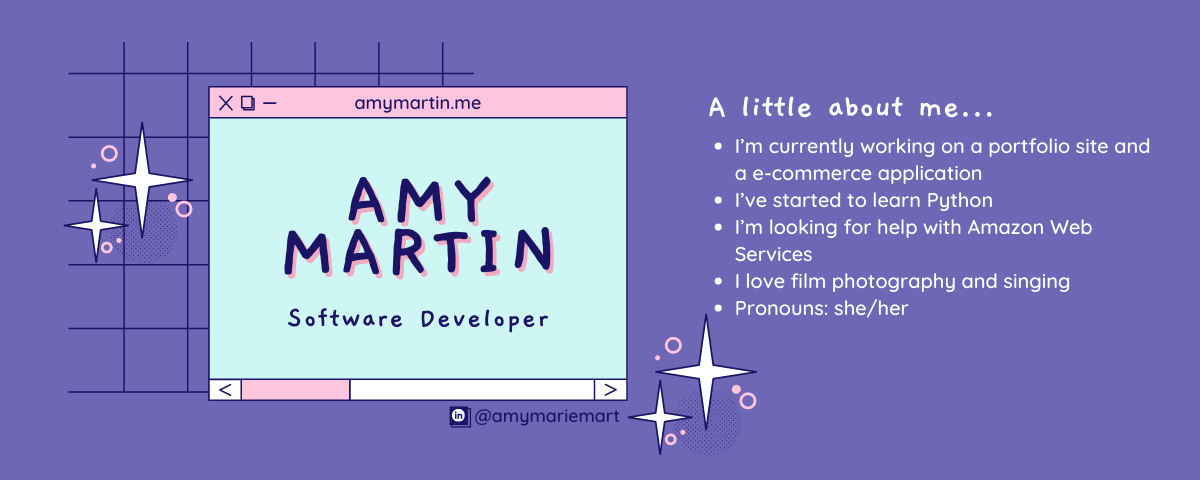 amymartin.me
AMY
MARTIN
Software Developer
@amymariemart
A little about me...
• I’m currently working on a portfolio site and
a e-commerce application
• I’ve started to learn Python
• I’m looking for help with Amazon Web
Services
• I love film photography and singing
• Pronouns: she/her